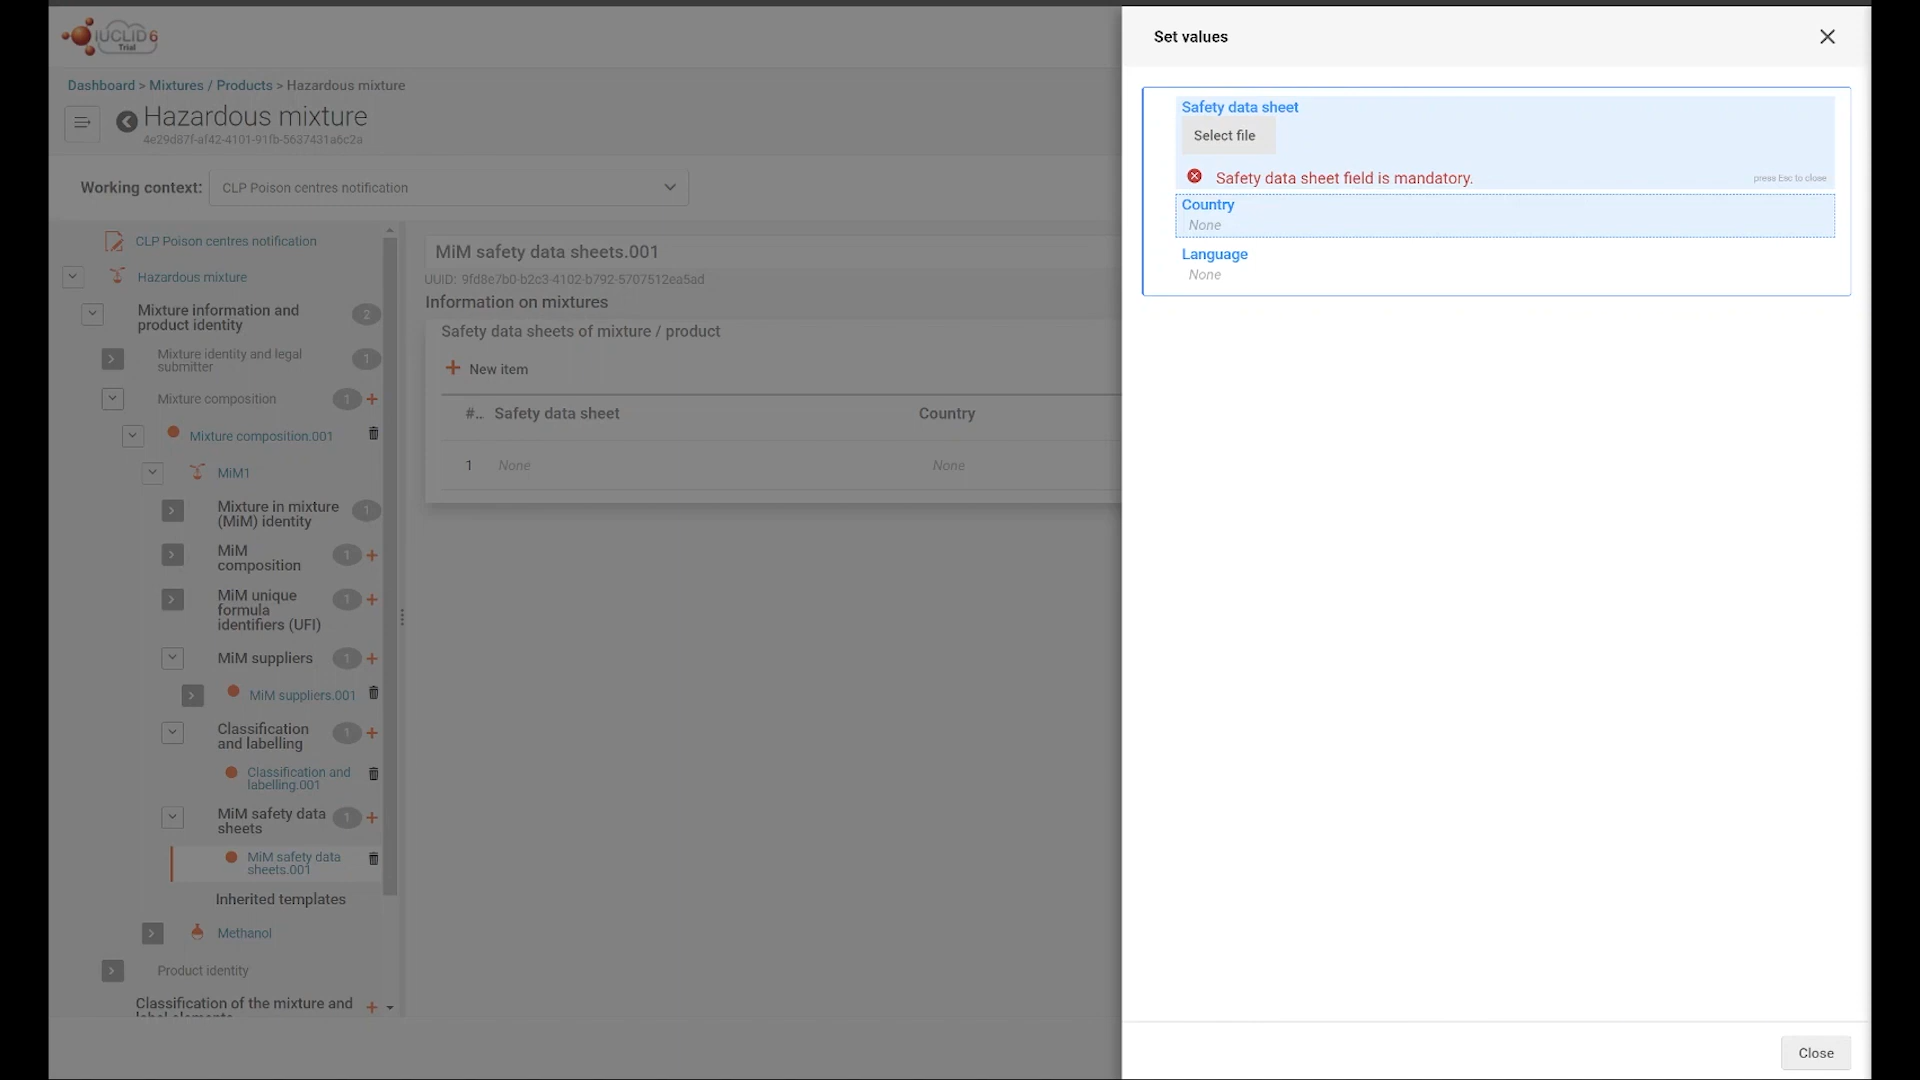 IUCLID 6
Trial
Dashboard > Mixtures / Products > Hazardous mixture
Hazardous mixture
4e29d87f-af42-4101-91fb-5637431a6c2a
Working context: CLP Poison centres notification
CLP Poison centres notification
Hazardous mixture
Mixture information and
product identity 2
Mixture identity and legal
submitter 1
Mixture composition 1 +
Mixture composition.001
MiM1
Mixture in mixture
(MiM) identity 1
MiM
composition 1 +
MiM unique
formula
identifiers (UFI) 1 +
MiM suppliers 1 +
MiM suppliers.001
Classification
and labelling 1 +
Classification and
labelling.001
MiM safety data
sheets 1 +
MiM safety data
sheets.001
Inherited templates
Methanol
Product identity
Classification of the mixture and +
label elements
MiM safety data sheets.001
UUID: 9fd8e7b0-b2c3-4102-b792-5707512ea5ad
Information on mixtures
Safety data sheets of mixture / product
+ New item
#.. Safety data sheet Country
1 None None
Set values
Safety data sheet
Select file
Safety data sheet field is mandatory.
press Esc to close
Country
None
Language
None
Close